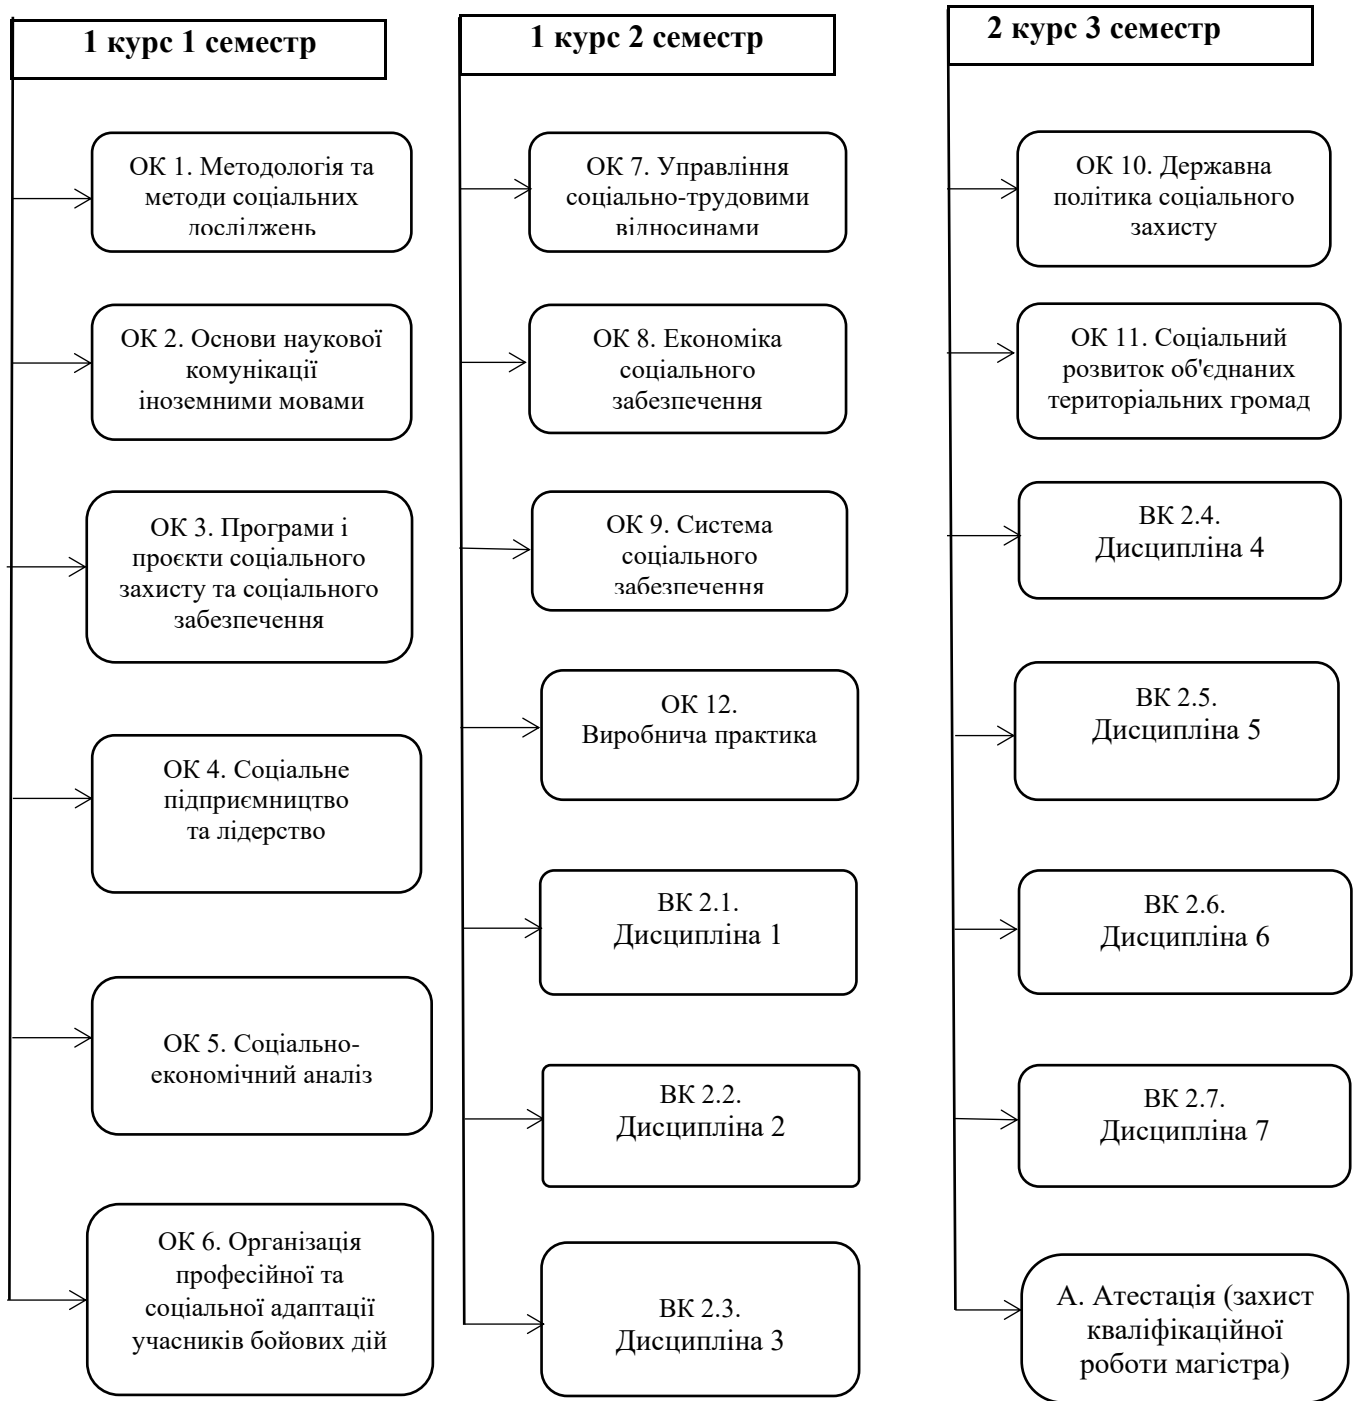 1 курс 1 семестр
ОК 1. Методологія та
методи соціальних
досліджень
ОК 2. Основи наукової
комунікації
іноземними мовами
ОК 3. Програми і
проєкти соціального
захисту та соціального
забезпечення
ОК 4. Соціальне
підприємництво
та лідерство
ОК 5. Соціально-
економічний аналіз
ОК 6. Організація
професійної та
соціальної адаптації
учасників бойових дій
1 курс 2 семестр
ОК 7. Управління
соціально-трудовими
відносинами
ОК 8. Економіка
соціального
забезпечення
ОК 9. Система
соціального
забезпечення
ОК 12.
Виробнича практика
ВК 2.1.
Дисципліна 1
ВК 2.2.
Дисципліна 2
ВК 2.3.
Дисципліна 3
2 курс 3 семестр
ОК 10. Державна
політика соціального
захисту
ОК 11. Соціальний
розвиток об'єднаних
територіальних громад
ВК 2.4.
Дисципліна 4
ВК 2.5.
Дисципліна 5
ВК 2.6.
Дисципліна 6
ВК 2.7.
Дисципліна 7
А. Атестація (захист
кваліфікаційної
роботи магістра)